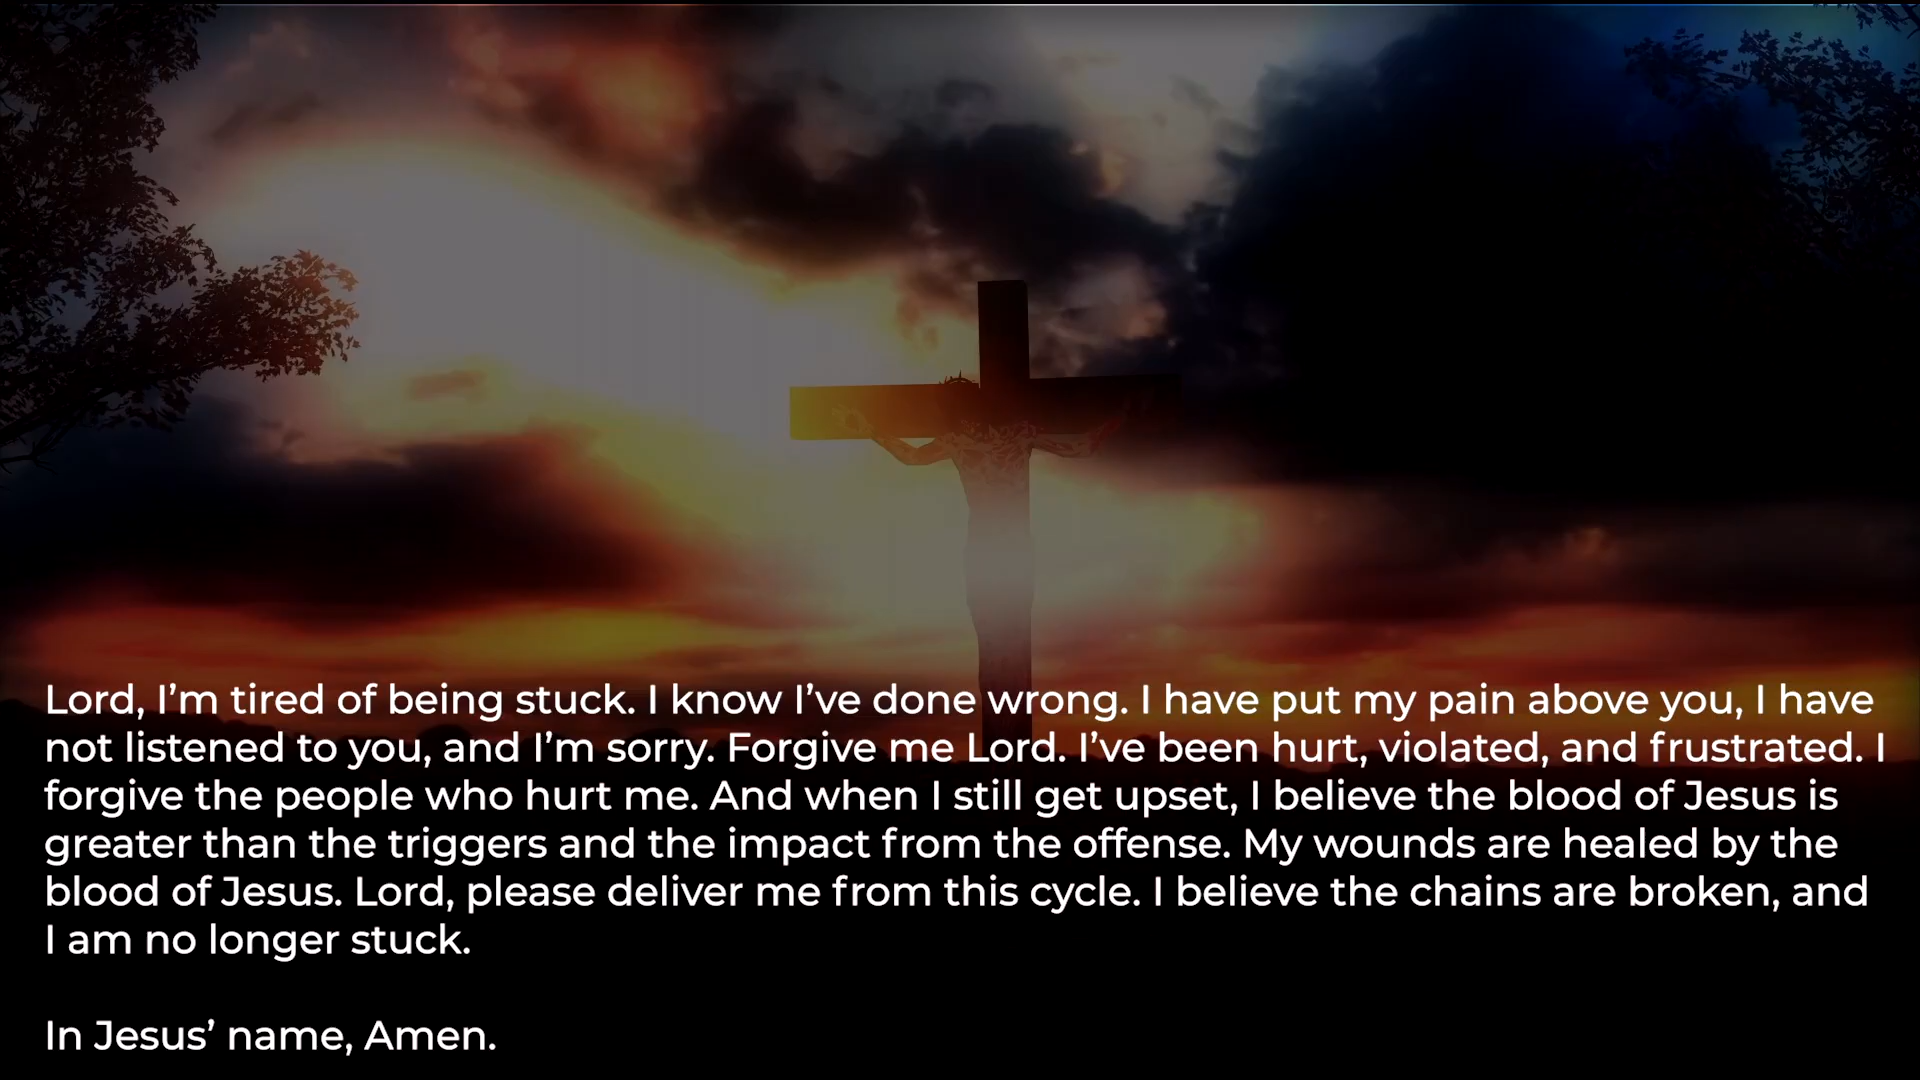 Lord, I’m tired of being stuck. I know I’ve done wrong. I have put my pain above you, I have
not listened to you, and I’m sorry. Forgive me Lord. I’ve been hurt, violated, and frustrated. I
forgive the people who hurt me. And when I still get upset, I believe the blood of Jesus is
greater than the triggers and the impact from the offense. My wounds are healed by the
blood of Jesus. Lord, please deliver me from this cycle. I believe the chains are broken, and
I am no longer stuck.
In Jesus’ name, Amen.